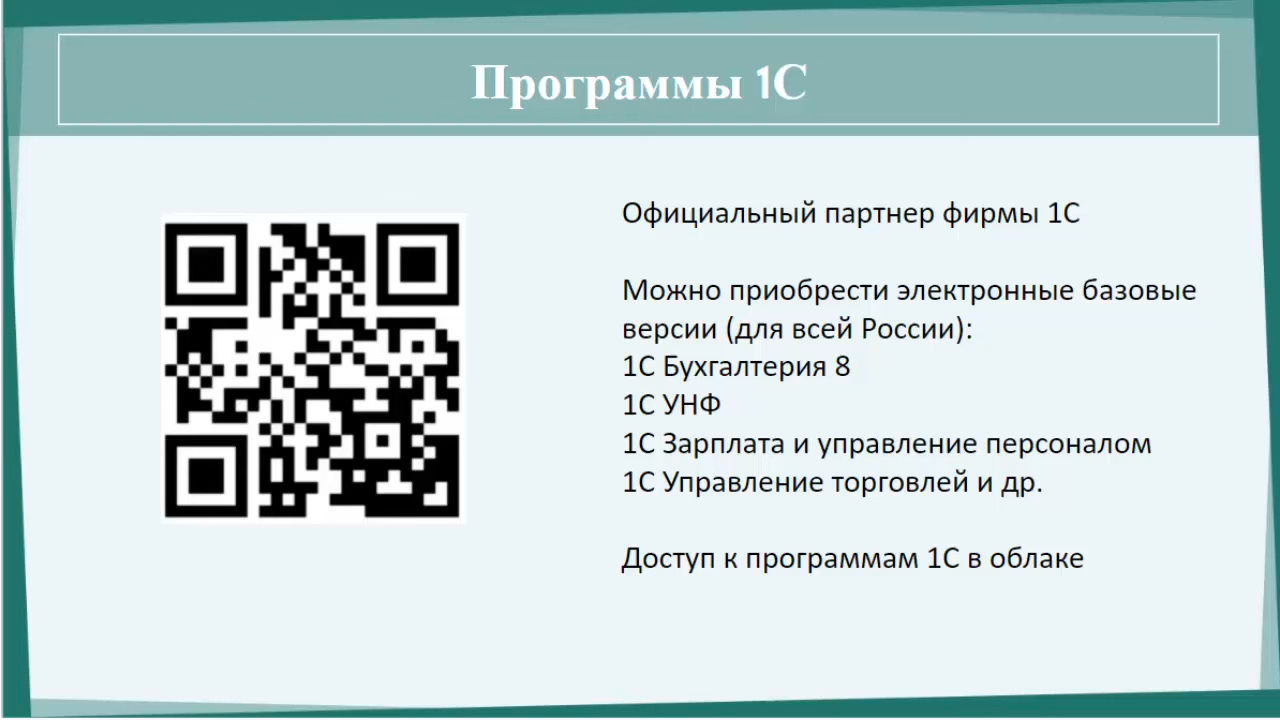 Программы 1С
Официальный партнер фирмы 1С
Можно приобрести электронные базовые
версии (для всей России):
1С Бухгалтерия 8
1С УНФ
1С Зарплата и управление персоналом
1С Управление торговлей и др.
Доступ к программам 1С в облаке